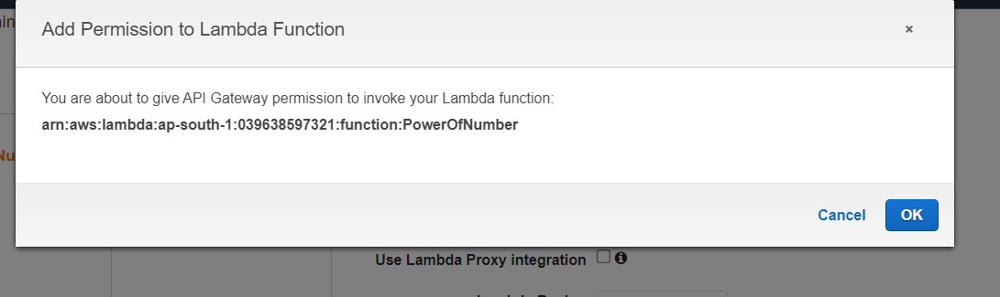 Add Permission to Lambda Function
×
You are about to give API Gateway permission to invoke your Lambda function:
arn:aws:lambda:ap-south-1:039638597321:function:PowerOfNumber
Cancel
OK
Use Lambda Proxy integration